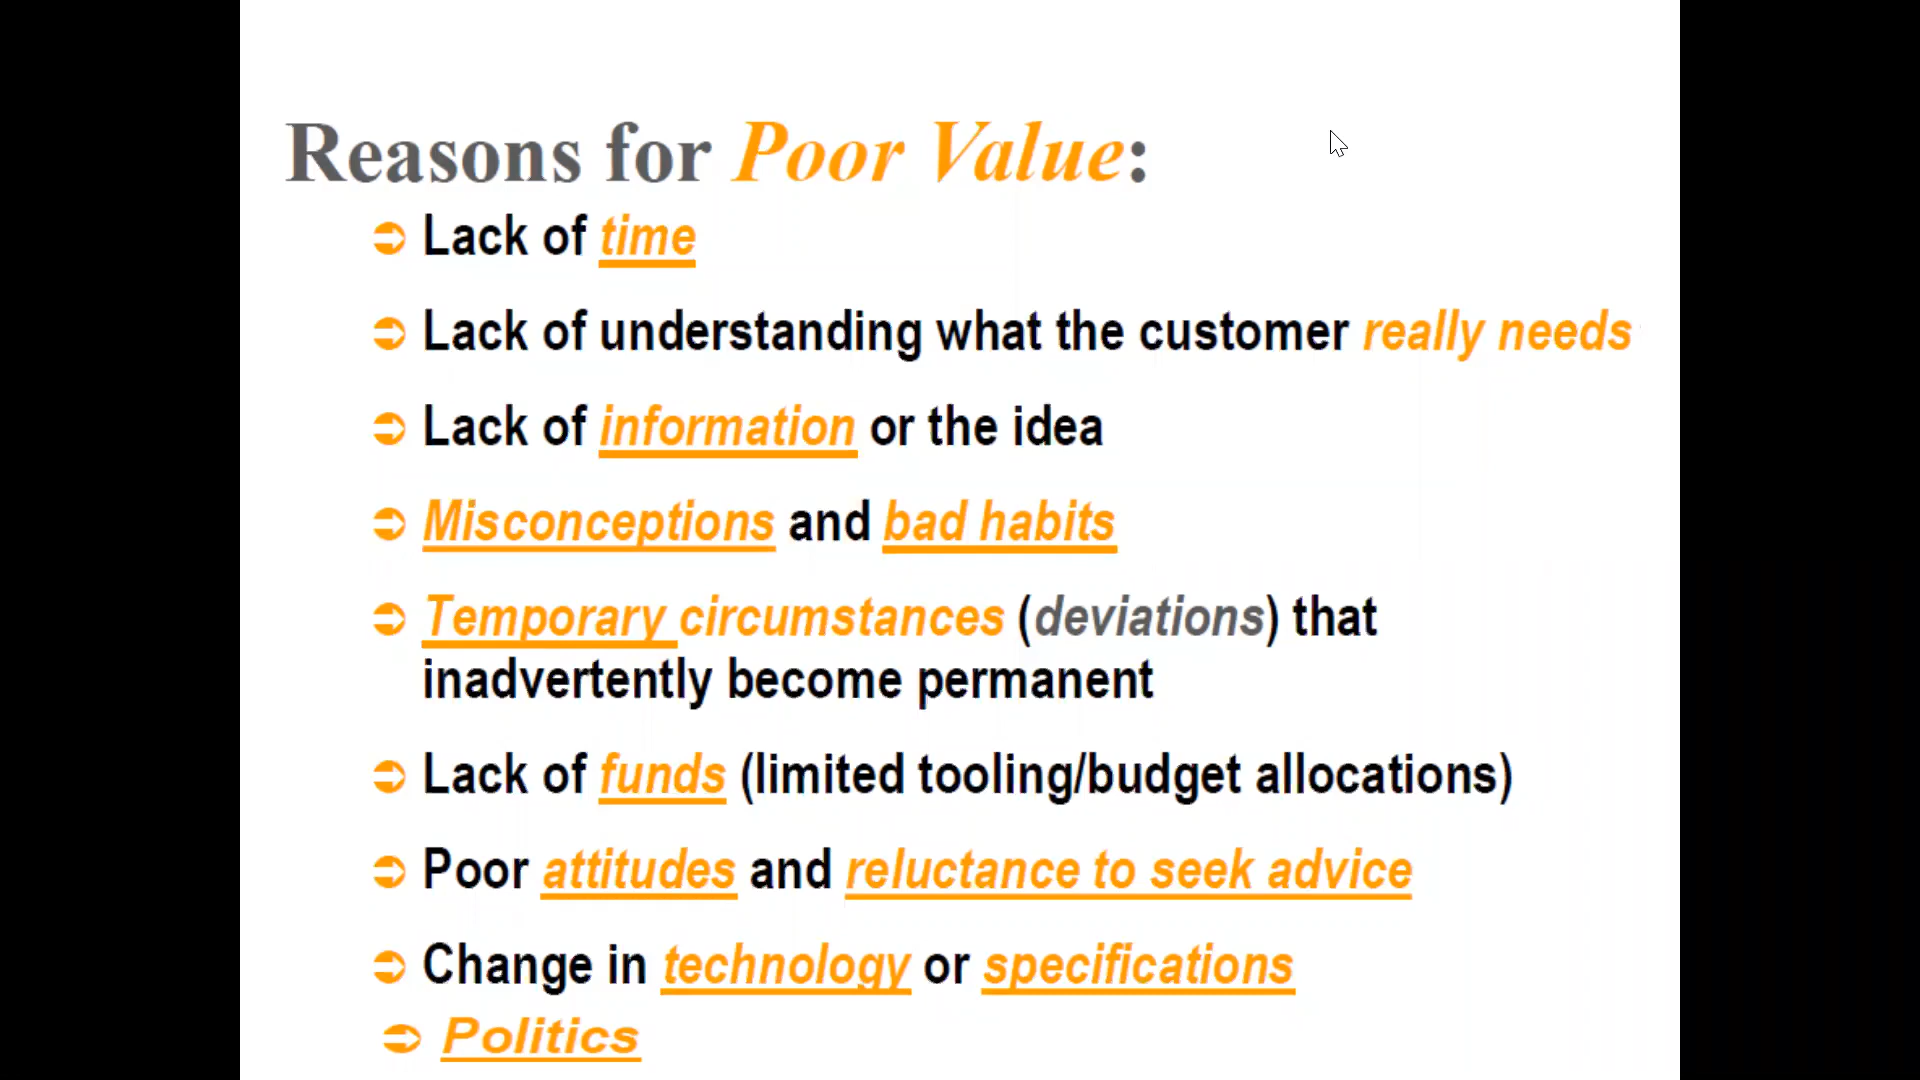 Reasons for Poor Value:
Lack of time
Lack of understanding what the customer really needs
Lack of information or the idea
Misconceptions and bad habits
Temporary circumstances (deviations) that
inadvertently become permanent
Lack of funds (limited tooling/budget allocations)
Poor attitudes and reluctance to seek advice
Change in technology or specifications
Politics